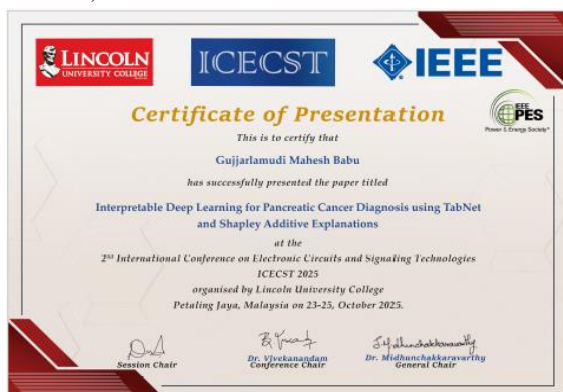 LINCOLN
UNIVERSITY COLLEGE
ICECST
IEEE
IEEE
PES
Power & Energy Society®
Certificate of Presentation
This is to certify that
Gujjarlamudi Mahesh Babu
has successfully presented the paper titled
Interpretable Deep Learning for Pancreatic Cancer Diagnosis using TabNet
and Shapley Additive Explanations
at the
2nd International Conference on Electronic Circuits and Signaling Technologies
ICECST 2025
organised by Lincoln University College
Petaling Jaya, Malaysia on 23-25, October 2025.
Session Chair
Dr. Vivekanandam
Conference Chair
Dr. Midhunchakkaravarthy
General Chair